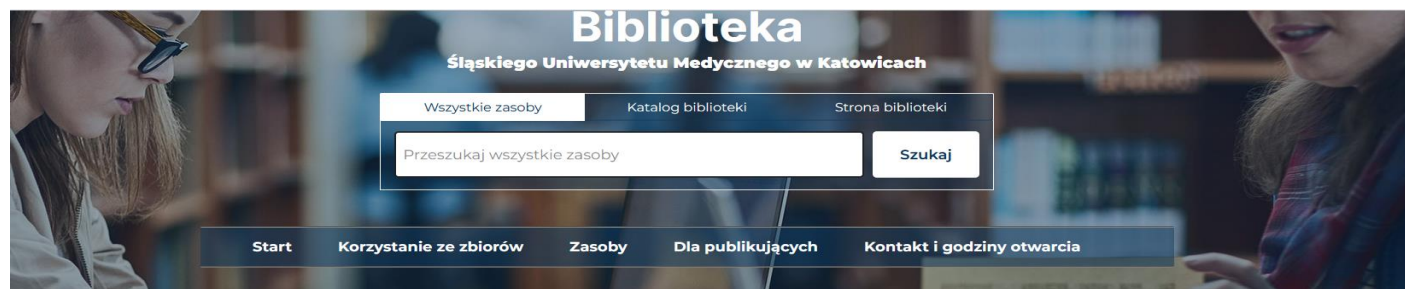 Biblioteka
Śląskiego Uniwersytetu Medycznego w Katowicach
Wszystkie zasoby Katalog biblioteki Strona biblioteki
Przeszukaj wszystkie zasoby Szukaj
Start Korzystanie ze zbiorów Zasoby Dla publikujących Kontakt i godziny otwarcia